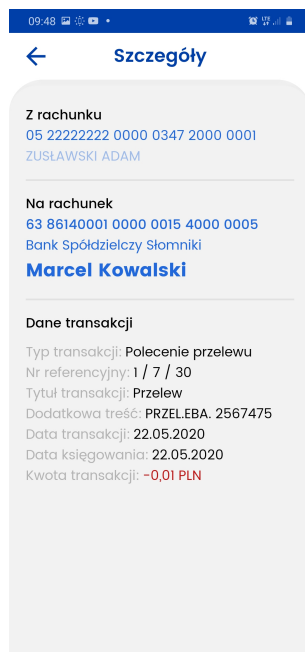 09:48
LTE
Szczegóły
Z rachunku
05 22222222 0000 0347 2000 0001
ZUSŁAWSKI ADAM
Na rachunek
63 86140001 0000 0015 4000 0005
Bank Spółdzielczy Słomniki
Marcel Kowalski
Dane transakcji
Typ transakcji: Polecenie przelewu
Nr referencyjny: 1 / 7 / 30
Tytuł transakcji: Przelew
Dodatkowa treść: PRZEL.EBA. 2567475
Data transakcji: 22.05.2020
Data księgowania: 22.05.2020
Kwota transakcji: -0,01 PLN